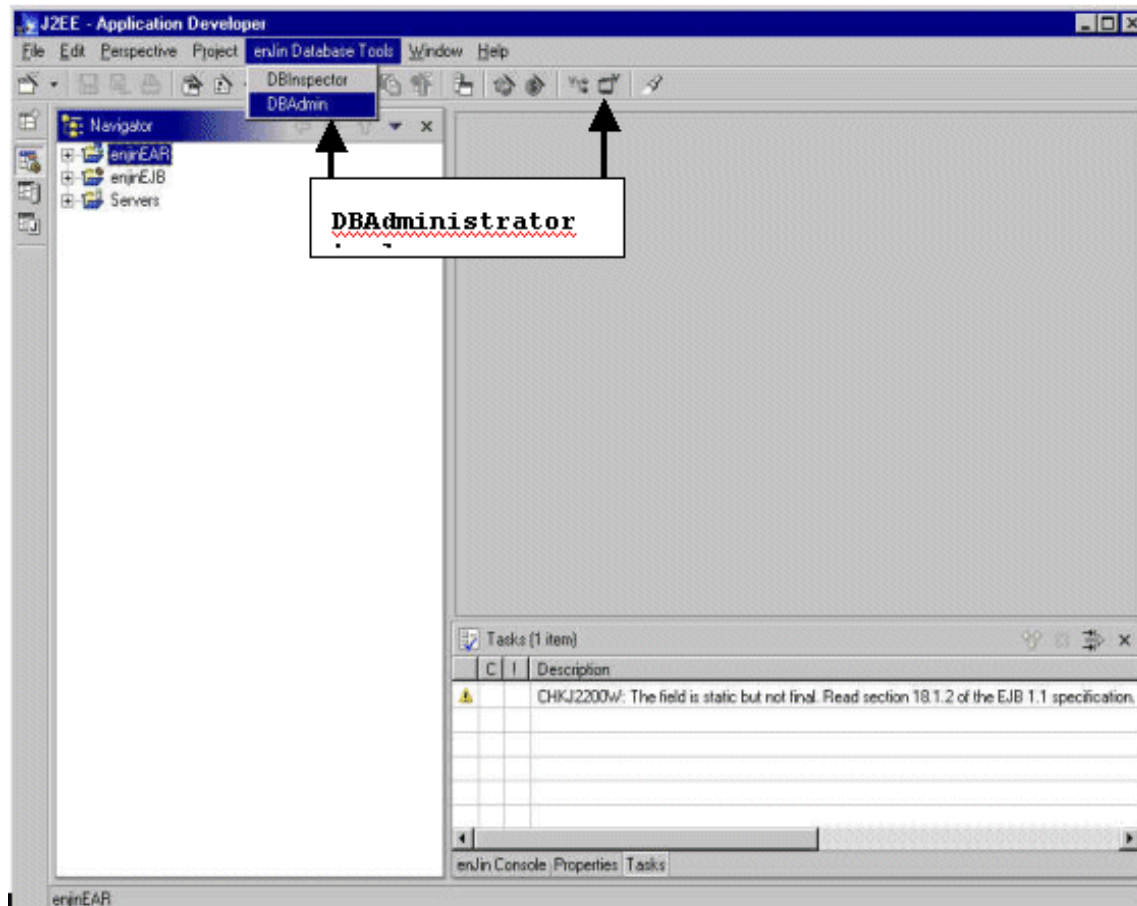 J2EE - Application Developer
File Edit Perspective Project enJin Database Tools Window Help
DBInspector
DBAdmin
Navigator
enjinEAR
enjinEJB
Servers
DBAdministrator
Tasks (1 item)
C ! Description
CHKJ2200W: The field is static but not final. Read section 18.1.2 of the EJB 1.1 specification.
enJin Console Properties Tasks
enjinEAR